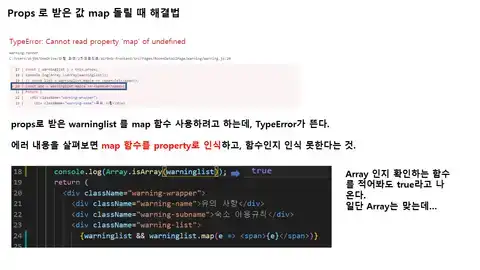 Props 로 받은 값 map 돌릴 때 해결법
TypeError: Cannot read property 'map' of undefined
props로 받은 warninglist 를 map 함수 사용하려고 하는데, TypeError가 뜬다.
에러 내용을 살펴보면 map 함수를 property로 인식하고, 함수인지 인식 못한다는 것.
18 console.log(Array.isArray(warninglist)); → true
19 return (
20 <div className="warning-wrapper">
21 <div className="warning-name">유의 사항</div>
22 <div className="warning-subname">숙소 이용규칙</div>
23 <div className="warning-list">
24 {warninglist && warninglist.map(e => <span>{e}</span>)}
Array 인지 확인하는 함수
를 적어봐도 true라고 나
온다.
일단 Array는 맞는데...